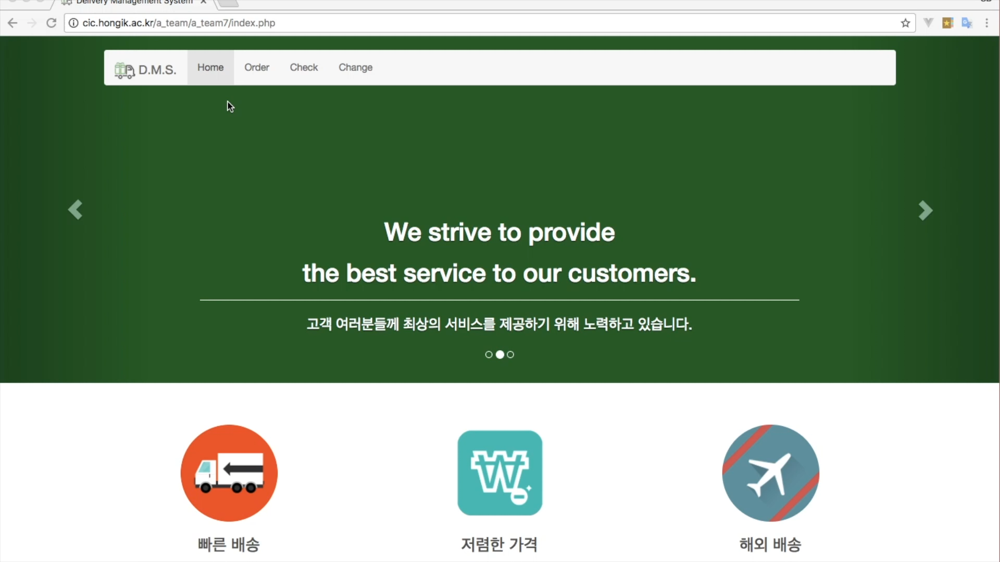 Delivery Management System
cic.hongik.ac.kr/a_team/a_team7/index.php
D.M.S. Home Order Check Change
We strive to provide
the best service to our customers.
고객 여러분들께 최상의 서비스를 제공하기 위해 노력하고 있습니다.
빠른 배송 저렴한 가격 해외 배송